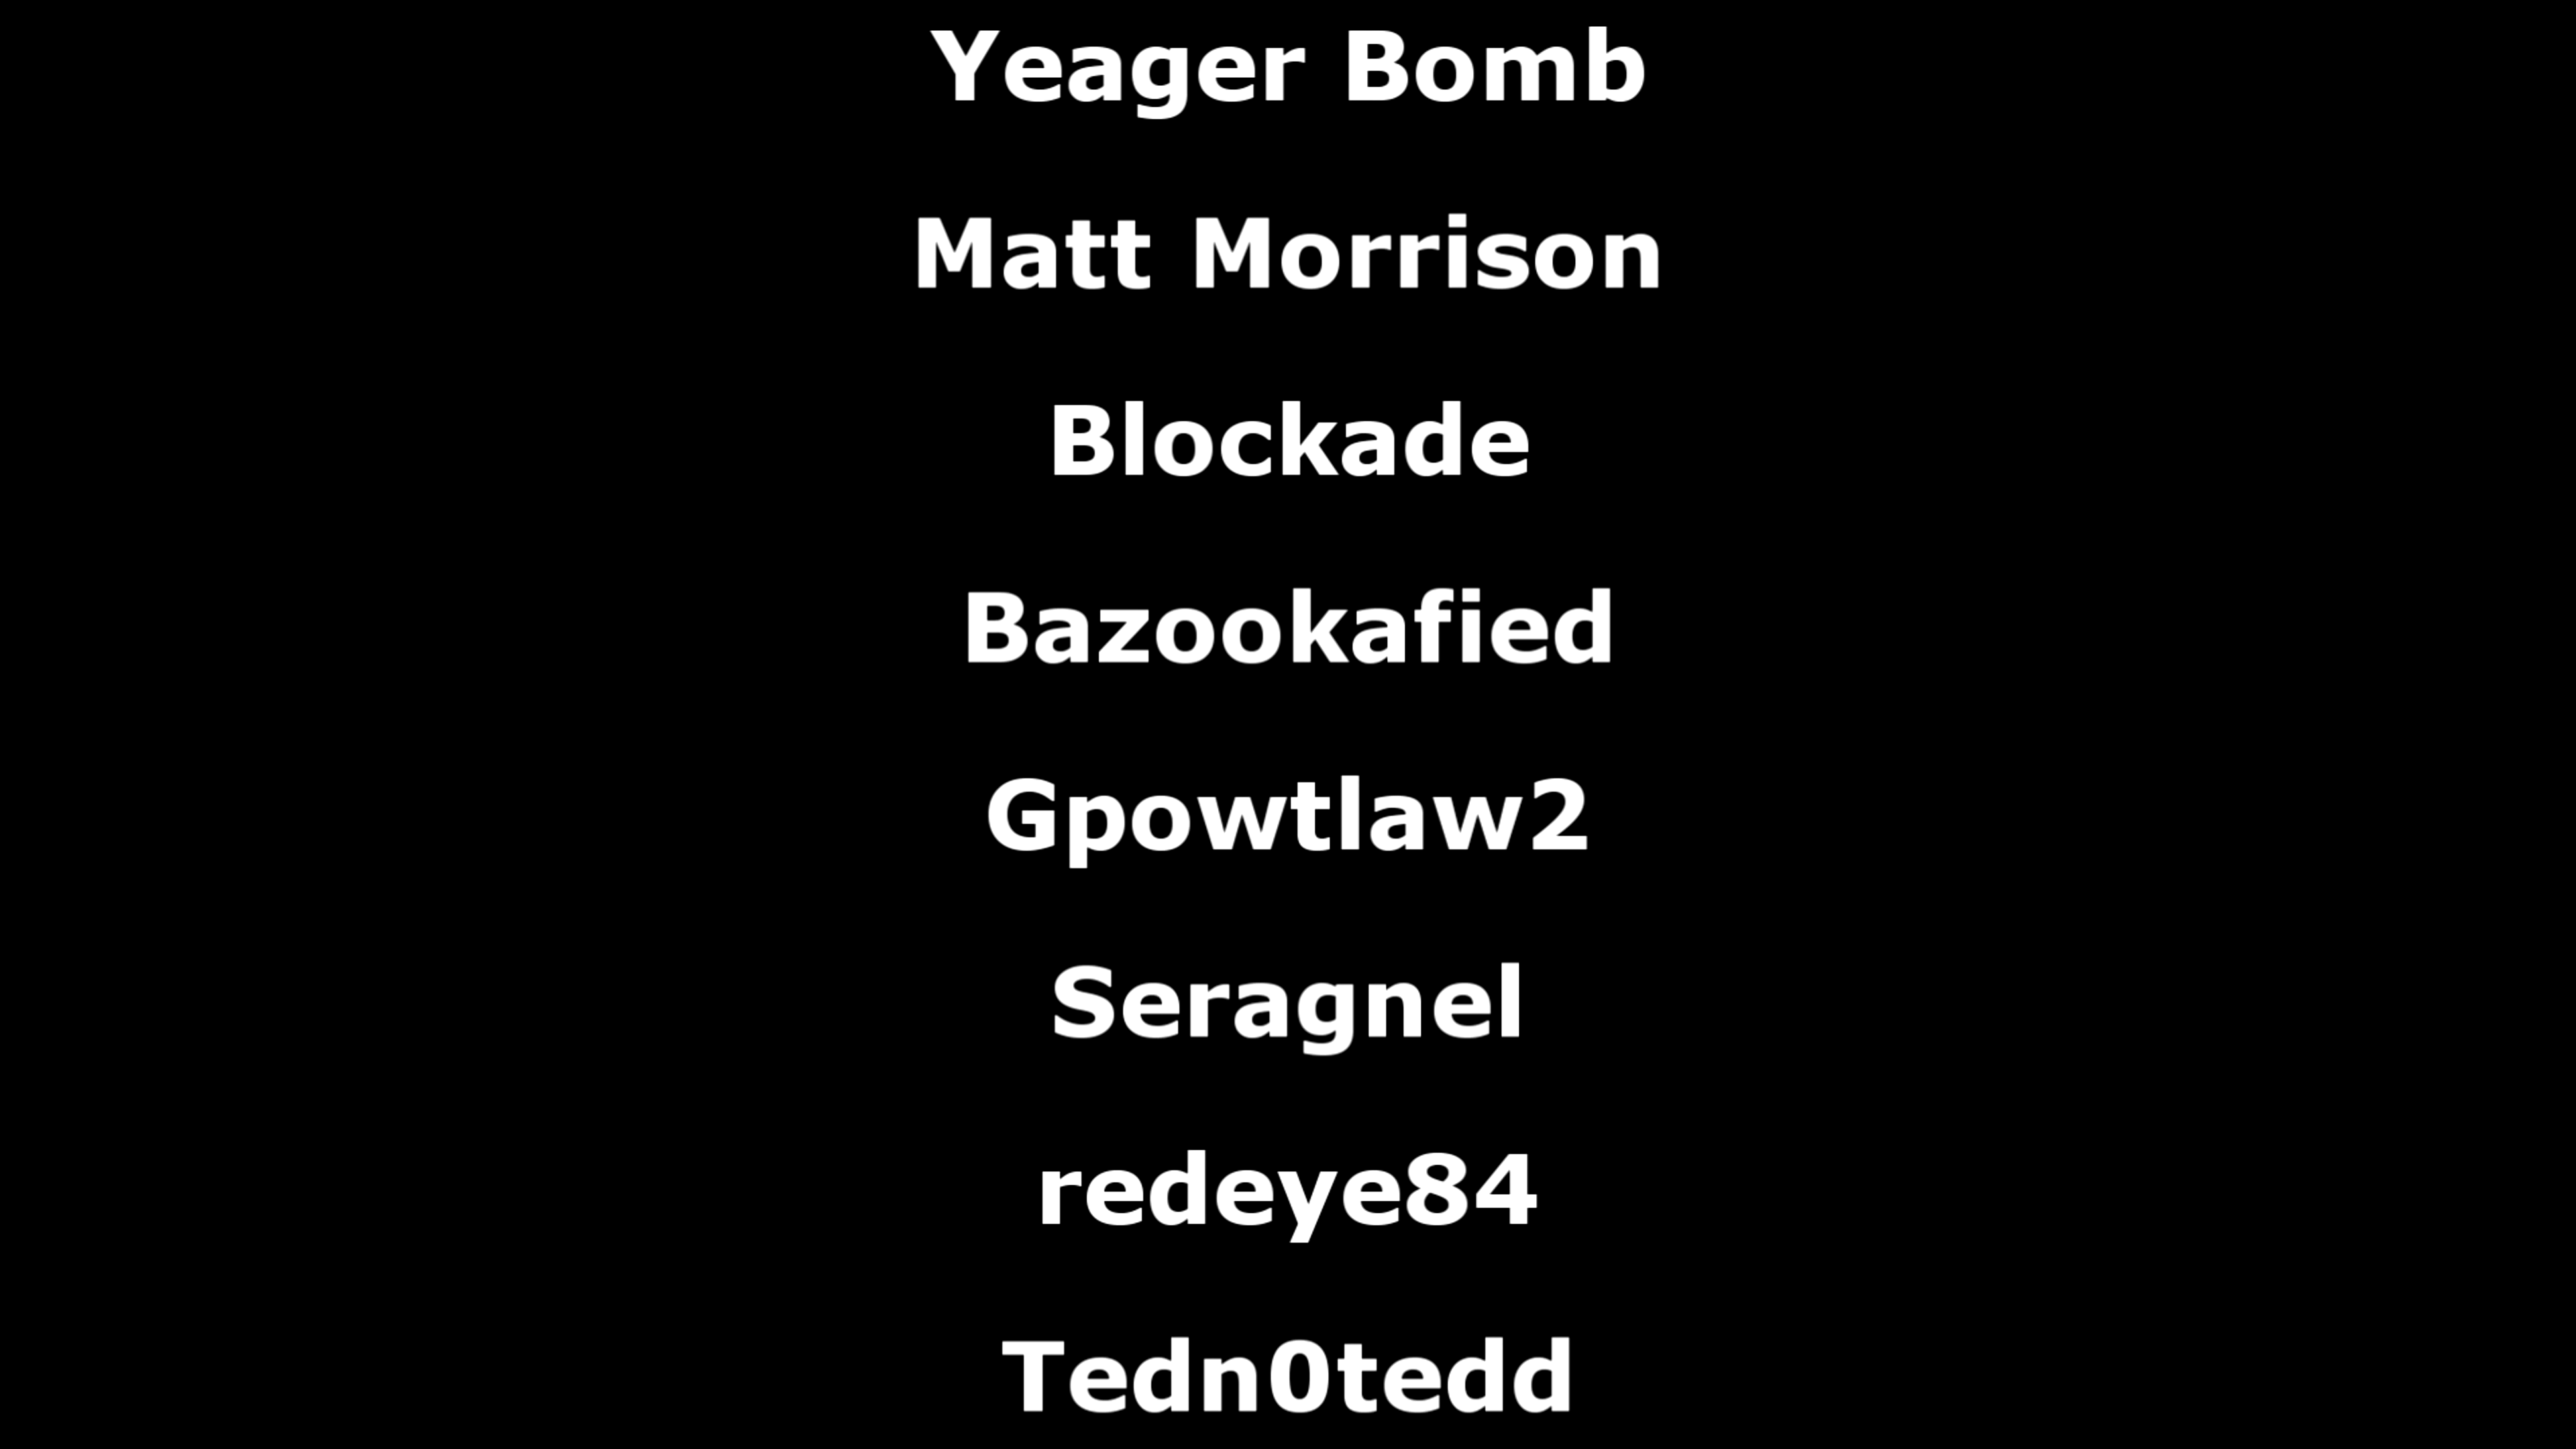 Yeager Bomb
Matt Morrison
Blockade
Bazookafied
Gpowtlaw2
Seragnel
redeye84
Tedn0tedd